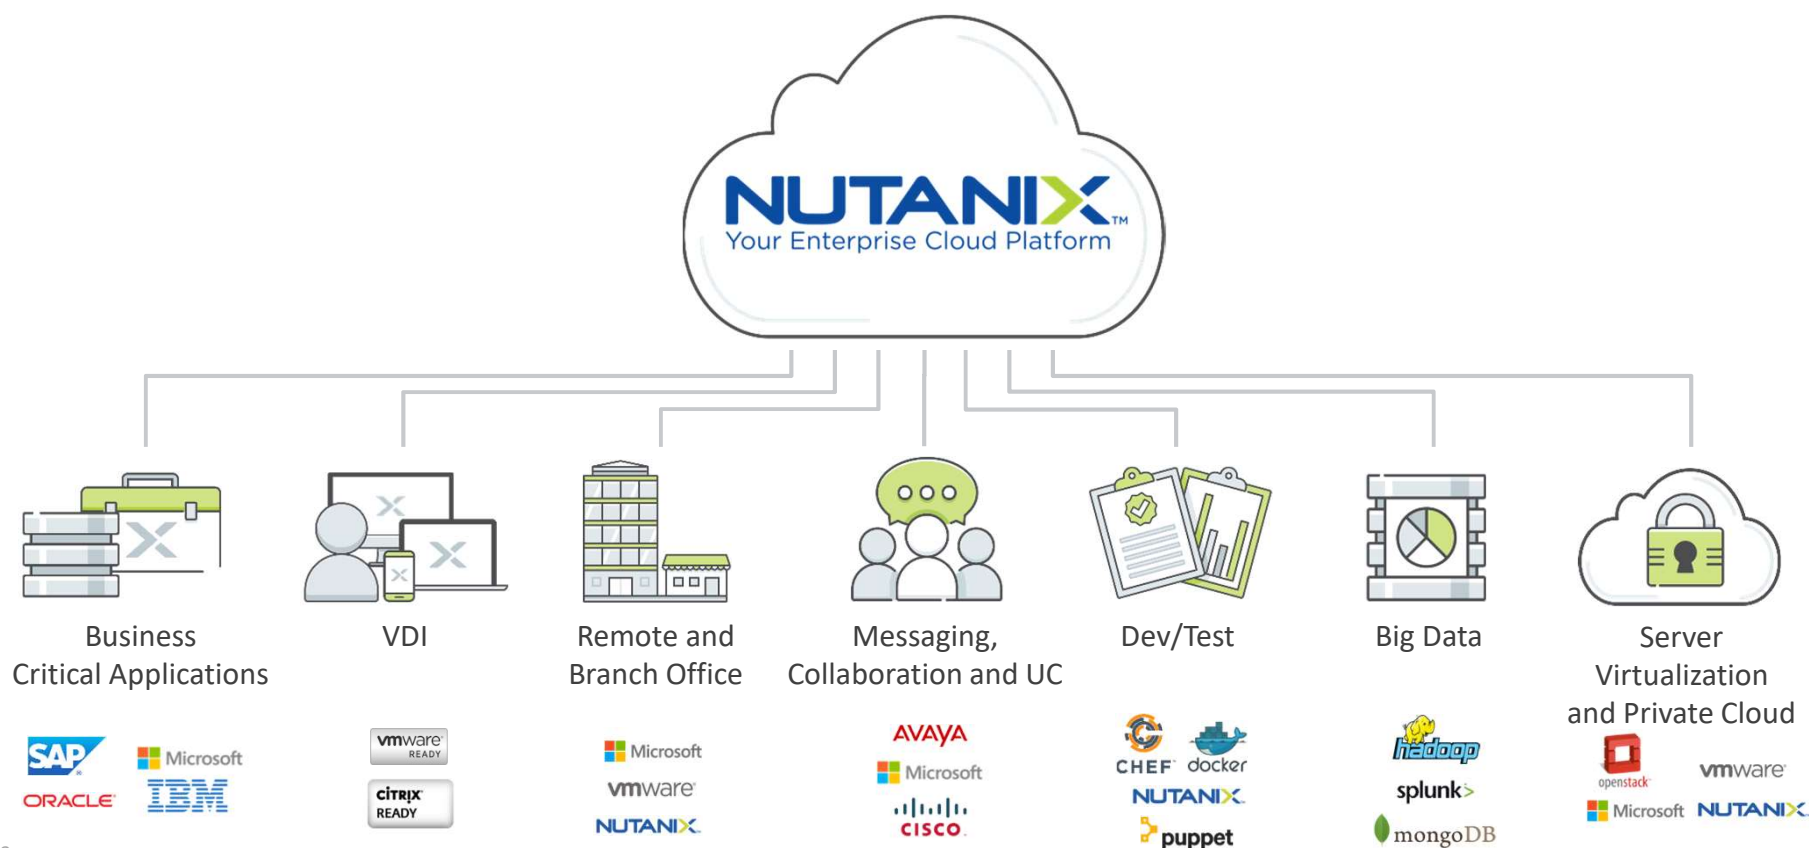 NUTANIX™
Your Enterprise Cloud Platform
Business
Critical Applications
VDI
Remote and
Branch Office
Messaging,
Collaboration and UC
Dev/Test
Big Data
Server
Virtualization
and Private Cloud
SAP
Microsoft
ORACLE
IBM
vmware
READY
CITRIX
READY
Microsoft
vmware
NUTANIX
AVAYA
Microsoft
CISCO
CHEF
docker
NUTANIX
puppet
hadoop
splunk>
mongoDB
openstack
vmware
Microsoft
NUTANIX